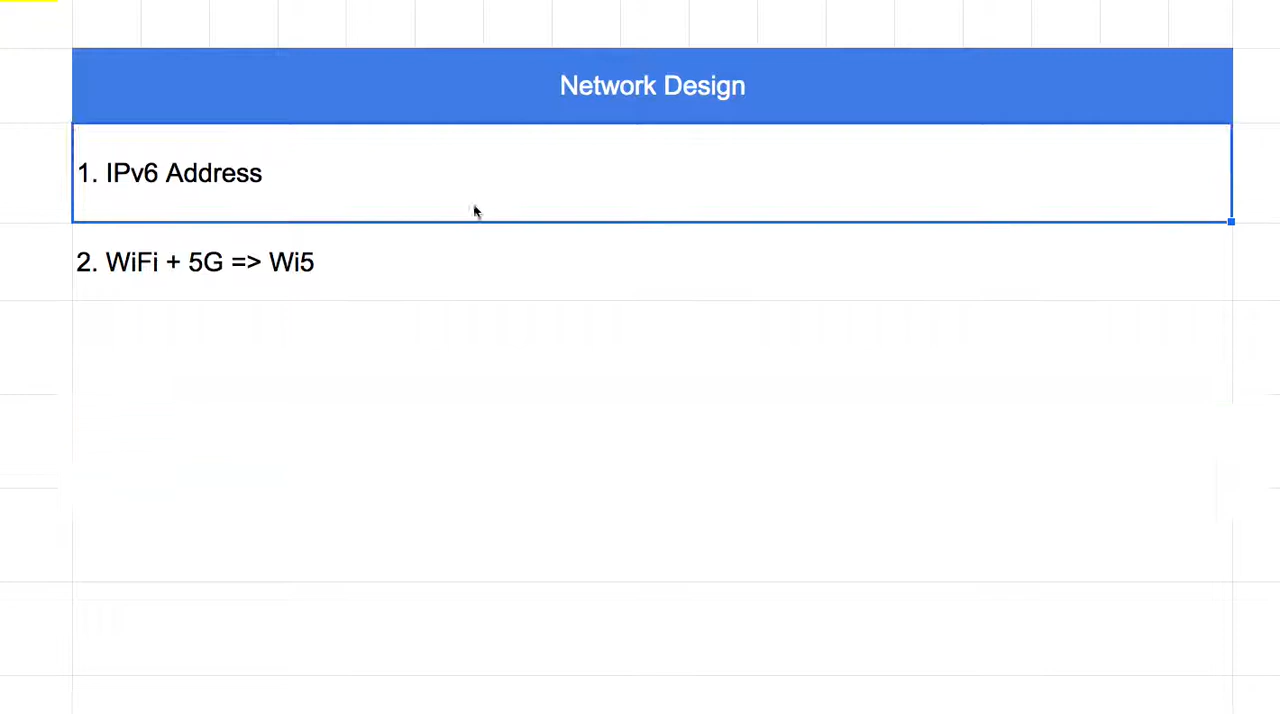 Network Design
1. IPv6 Address
2. WiFi + 5G => Wi5